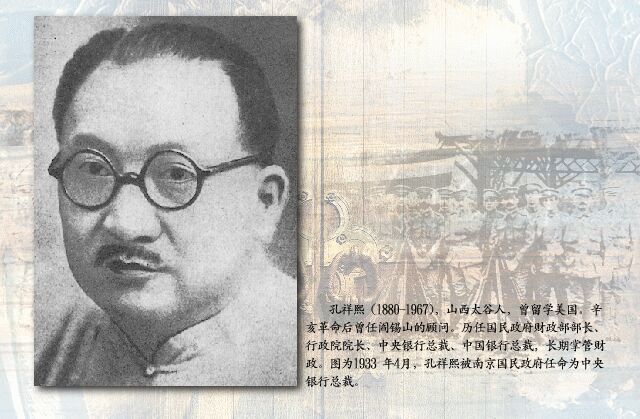 孔祥熙(1880-1967),山西太谷人,曾留学美国。辛
亥革命后曾任阎锡山的顾问。历任国民政府财政部部长、
行政院院长、中央银行总裁、中国银行总裁,长期掌管财
政。图为1933 年4月,孔祥熙被南京国民政府任命为中央
银行总裁。